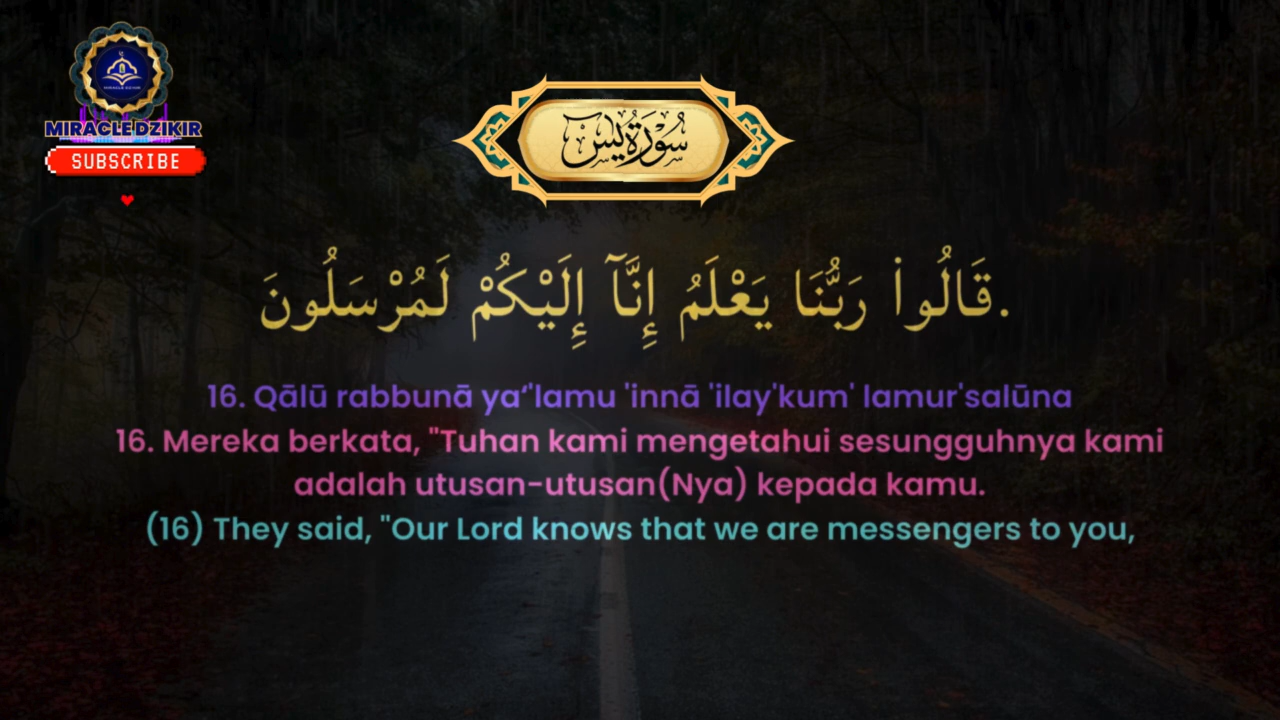 MIRACLE DZIKIR
MIRACLE DZIKIR
SUBSCRIBE
سُوْرَةُ يٰسٓ
.قَالُوا۟ رَبُّنَا يَعْلَمُ إِنَّآ إِلَيْكُمْ لَمُرْسَلُونَ
16. Qālū rabbunā ya‘'lamu 'innā 'ilay'kum' lamur'salūna
16. Mereka berkata, "Tuhan kami mengetahui sesungguhnya kami
adalah utusan-utusan(Nya) kepada kamu.
(16) They said, "Our Lord knows that we are messengers to you,